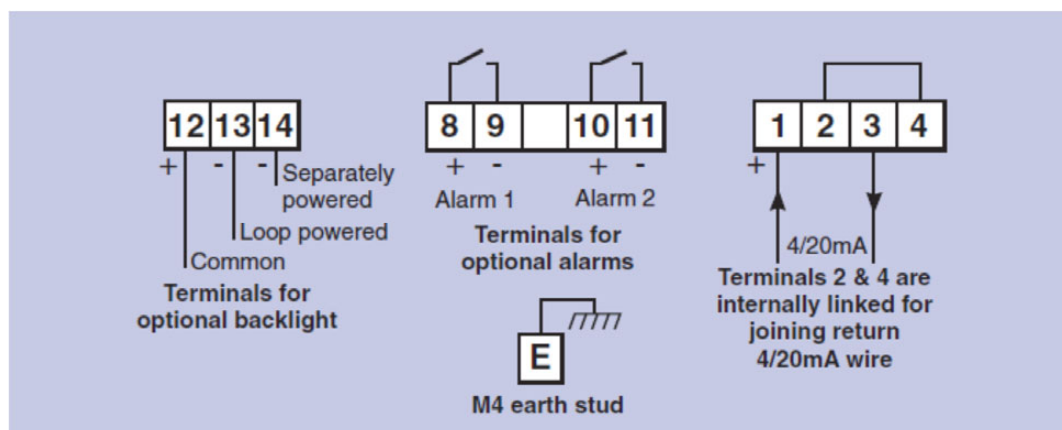 12 13 14
+ - -
Separately
powered
Loop powered
Common
Terminals for
optional backlight
8 9 10 11
+ - + -
Alarm 1 Alarm 2
Terminals for
optional alarms
E
M4 earth stud
1 2 3 4
+
4/20mA
Terminals 2 & 4 are
internally linked for
joining return
4/20mA wire